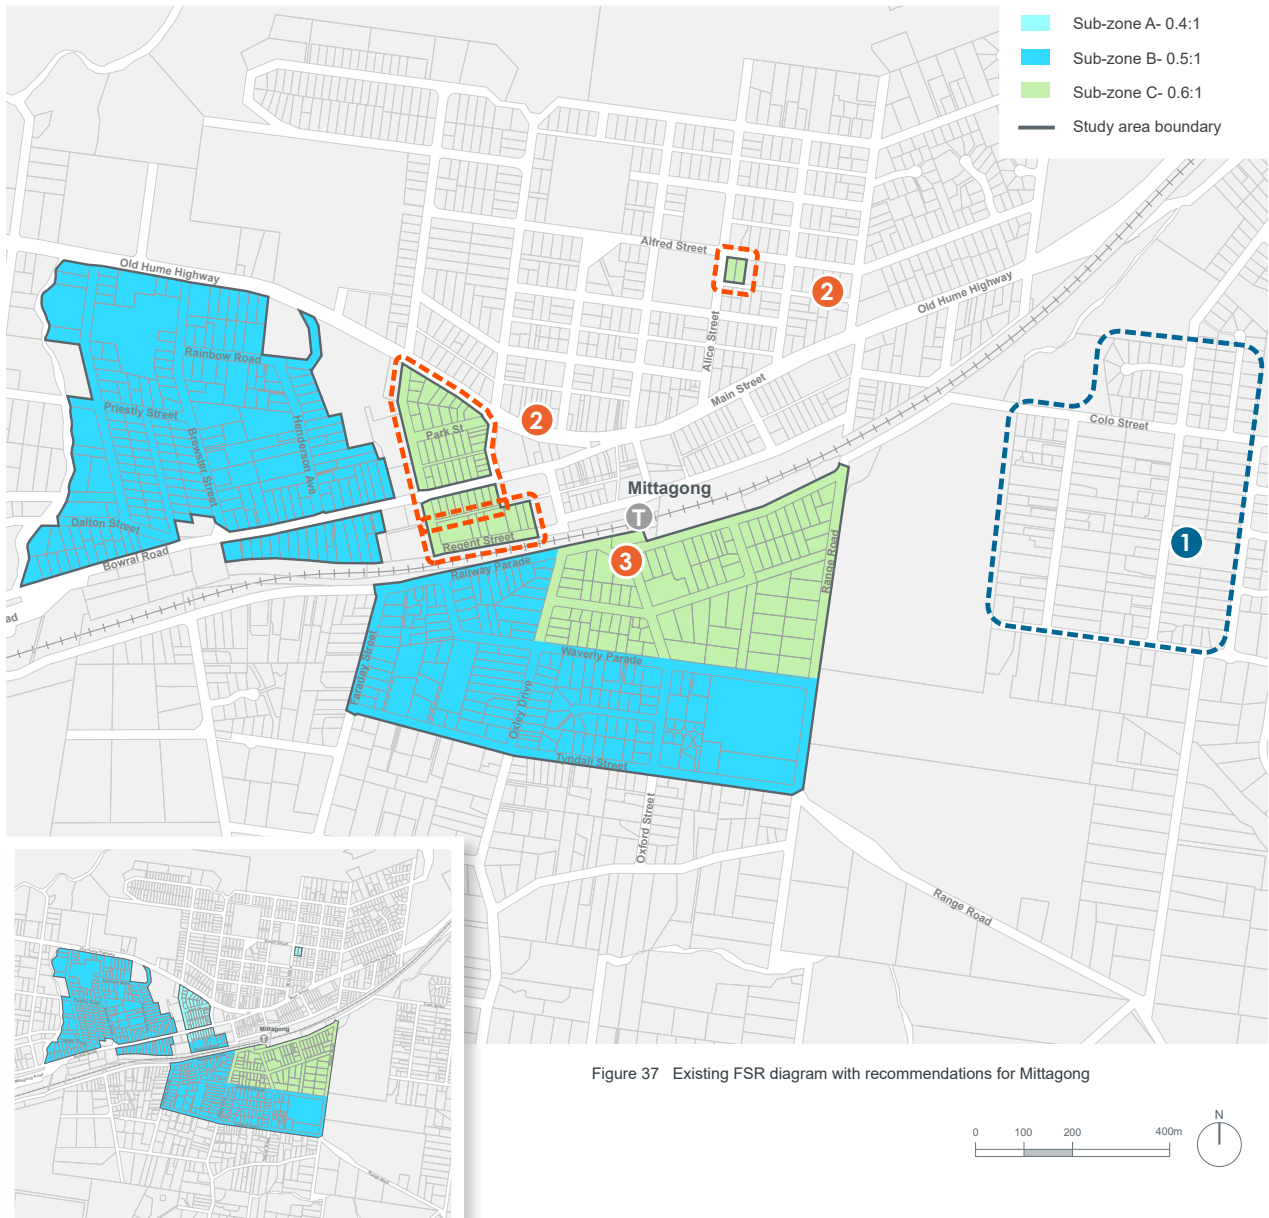 Sub-zone A- 0.4:1
Sub-zone B- 0.5:1
Sub-zone C- 0.6:1
Study area boundary
Alfred Street
Old Hume Highway
2
Old Hume Highway
Rainbow Road
Alice Street
Main Street
Priestly Street
Henderson Ave
Brewster Street
Park St
2
Colo Street
Mittagong
T
Dalton Street
Bowral Road
Regent Street
3
1
Railway Parade
Range Road
ad
Faraday Street
Waverly Parade
Oxley Drive
Tyndall Street
Oxford Street
Range Road
Mittagong
T
Figure 37 Existing FSR diagram with recommendations for Mittagong
0 100 200 400m
N